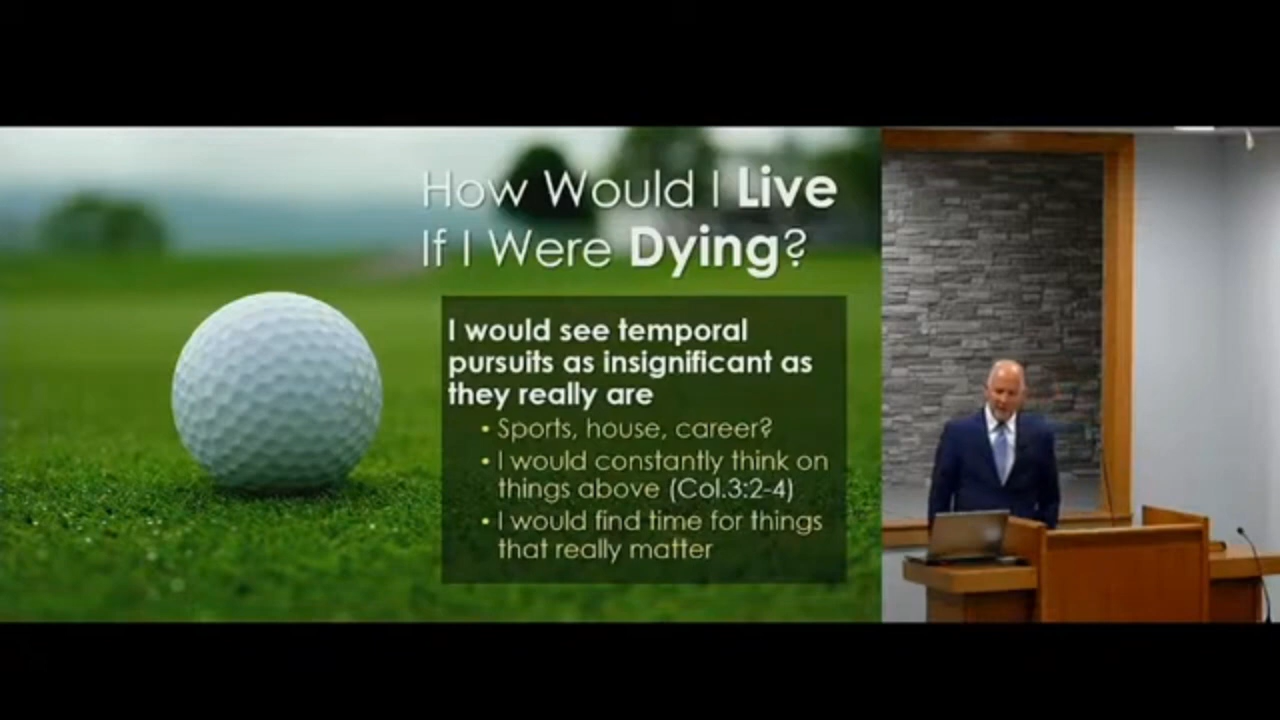 How Would I Live
If I Were Dying?
I would see temporal
pursuits as insignificant as
they really are
• Sports, house, career?
• I would constantly think on
things above (Col.3:2-4)
• I would find time for things
that really matter